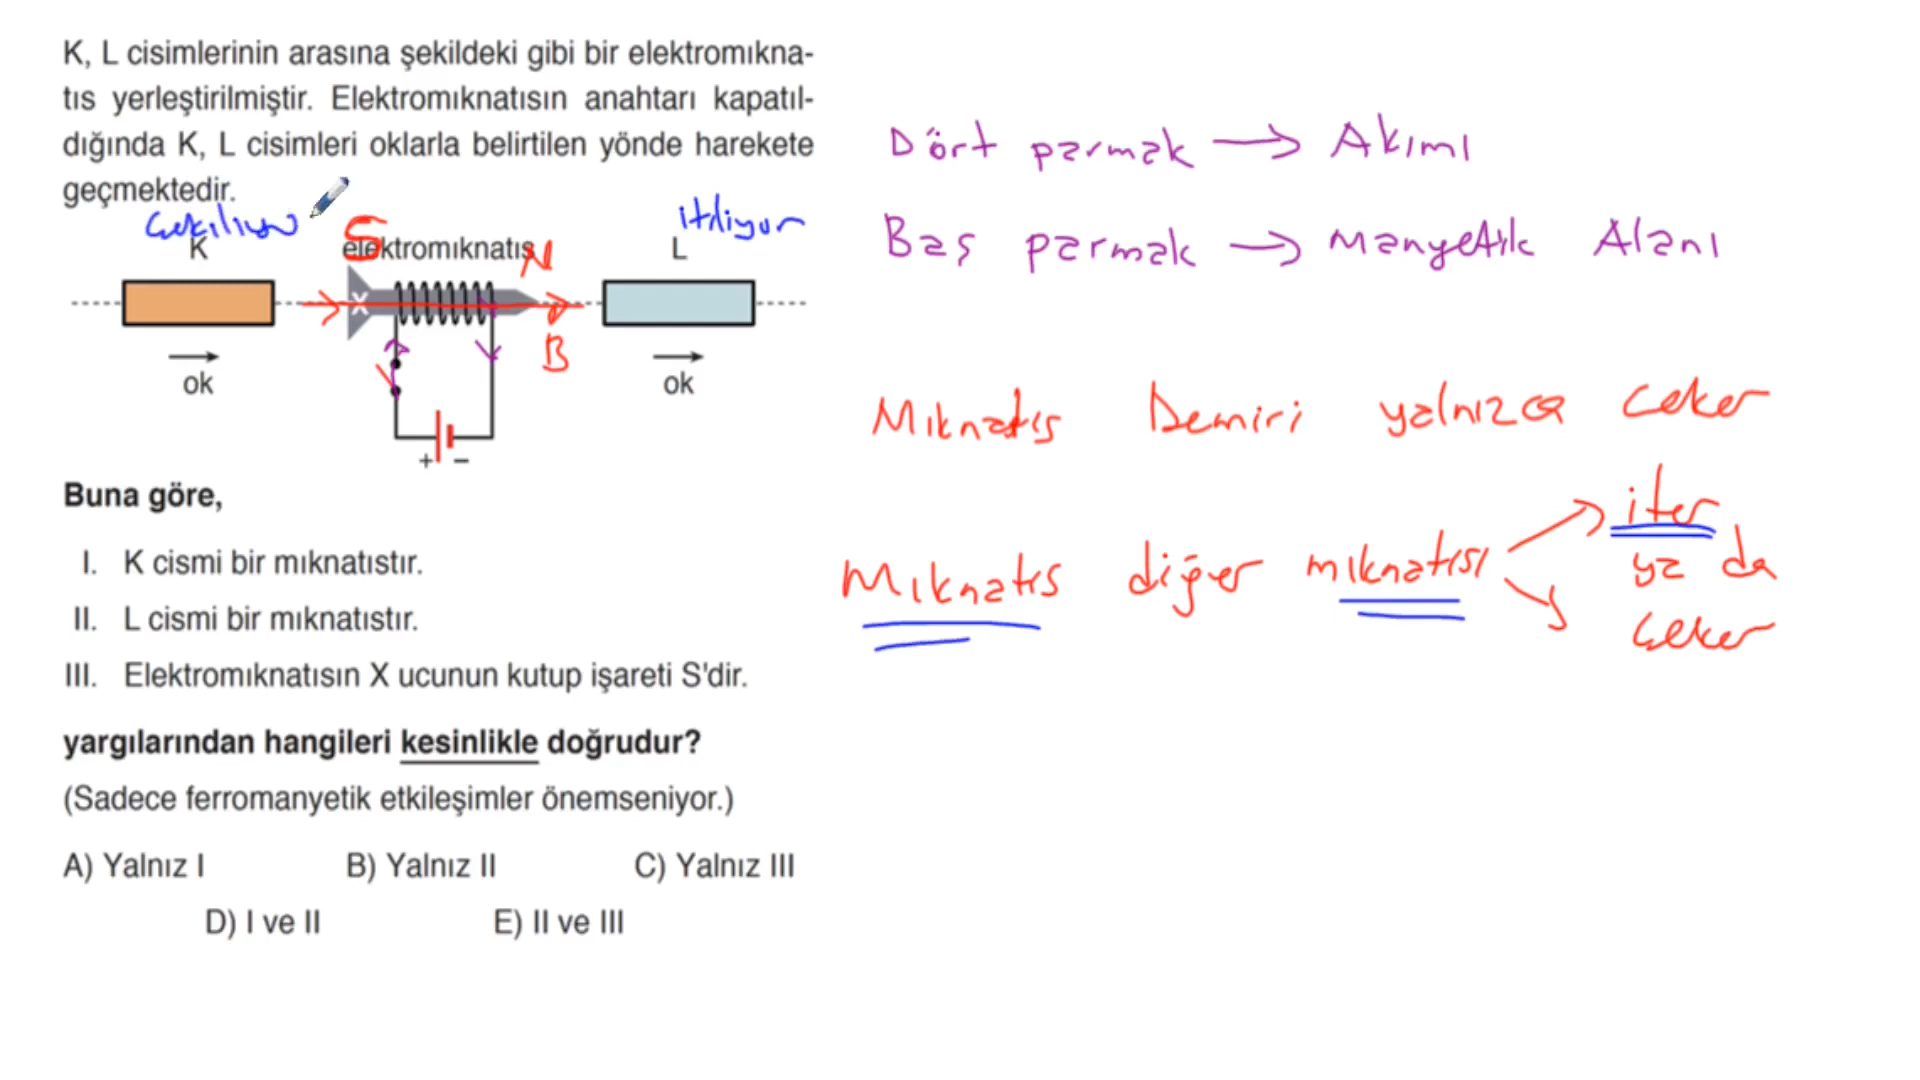 K, L cisimlerinin arasına şekildeki gibi bir elektromıkna-
tıs yerleştirilmiştir. Elektromıknatısın anahtarı kapatıl-
dığında K, L cisimleri oklarla belirtilen yönde harekete
geçmektedir.
çekiliyor
itiliyor
S
K
elektromıknatıs
N
L
X
B
ok
ok
+ −
Buna göre,
I. K cismi bir mıknatıstır.
II. L cismi bir mıknatıstır.
III. Elektromıknatısın X ucunun kutup işareti S'dir.
yargılarından hangileri kesinlikle doğrudur?
(Sadece ferromanyetik etkileşimler önemseniyor.)
A) Yalnız I B) Yalnız II C) Yalnız III
D) I ve II E) II ve III
Dört parmak → Akımı
Baş parmak → Manyetik Alanı
Mıknatıs Demiri yalnızca çeker
Mıknatıs diğer mıknatısı
iter
ya da
çeker